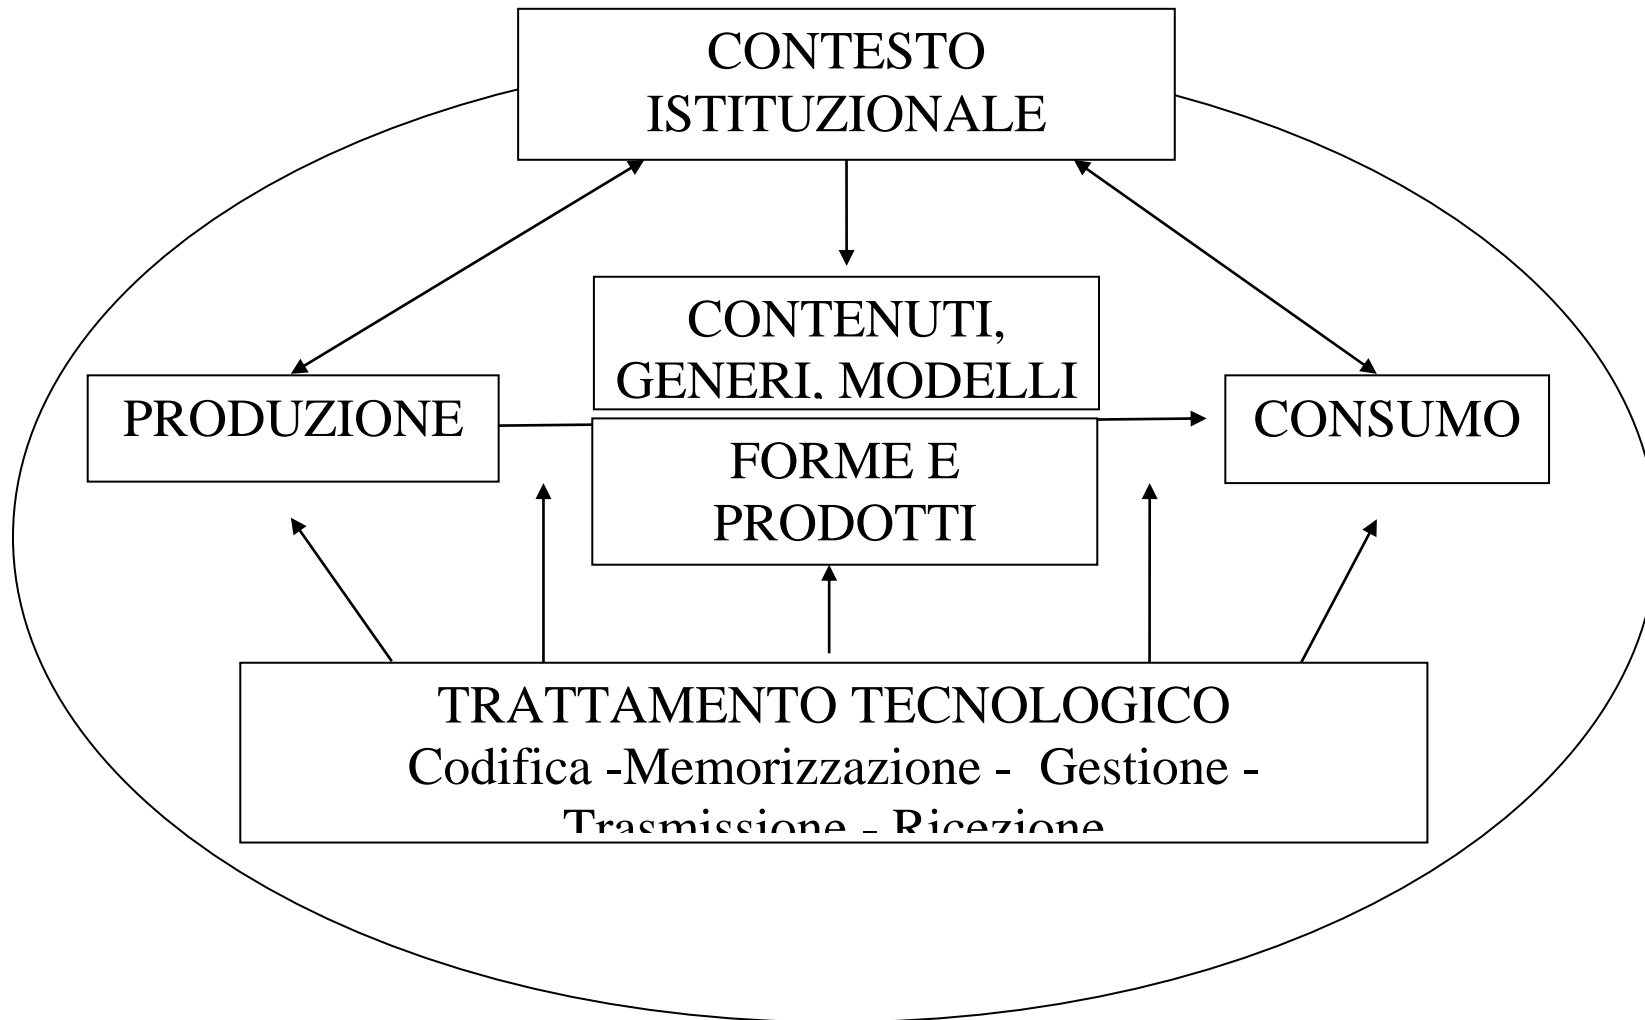 CONTESTO
ISTITUZIONALE
CONTENUTI,
GENERI, MODELLI
PRODUZIONE
CONSUMO
FORME E
PRODOTTI
TRATTAMENTO TECNOLOGICO
Codifica -Memorizzazione - Gestione -
Trasmissione - Ricezione